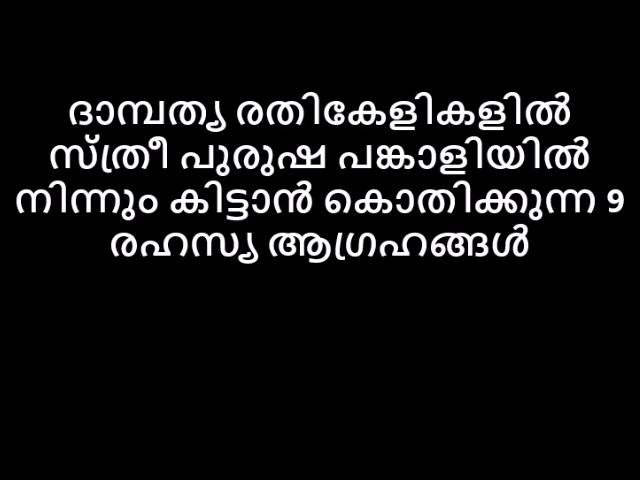 ദാമ്പത്യ രതികേളികളിൽ
സ്ത്രീ പുരുഷ പങ്കാളിയിൽ
നിന്നും കിട്ടാൻ കൊതിക്കുന്ന 9
രഹസ്യ ആഗ്രഹങ്ങൾ